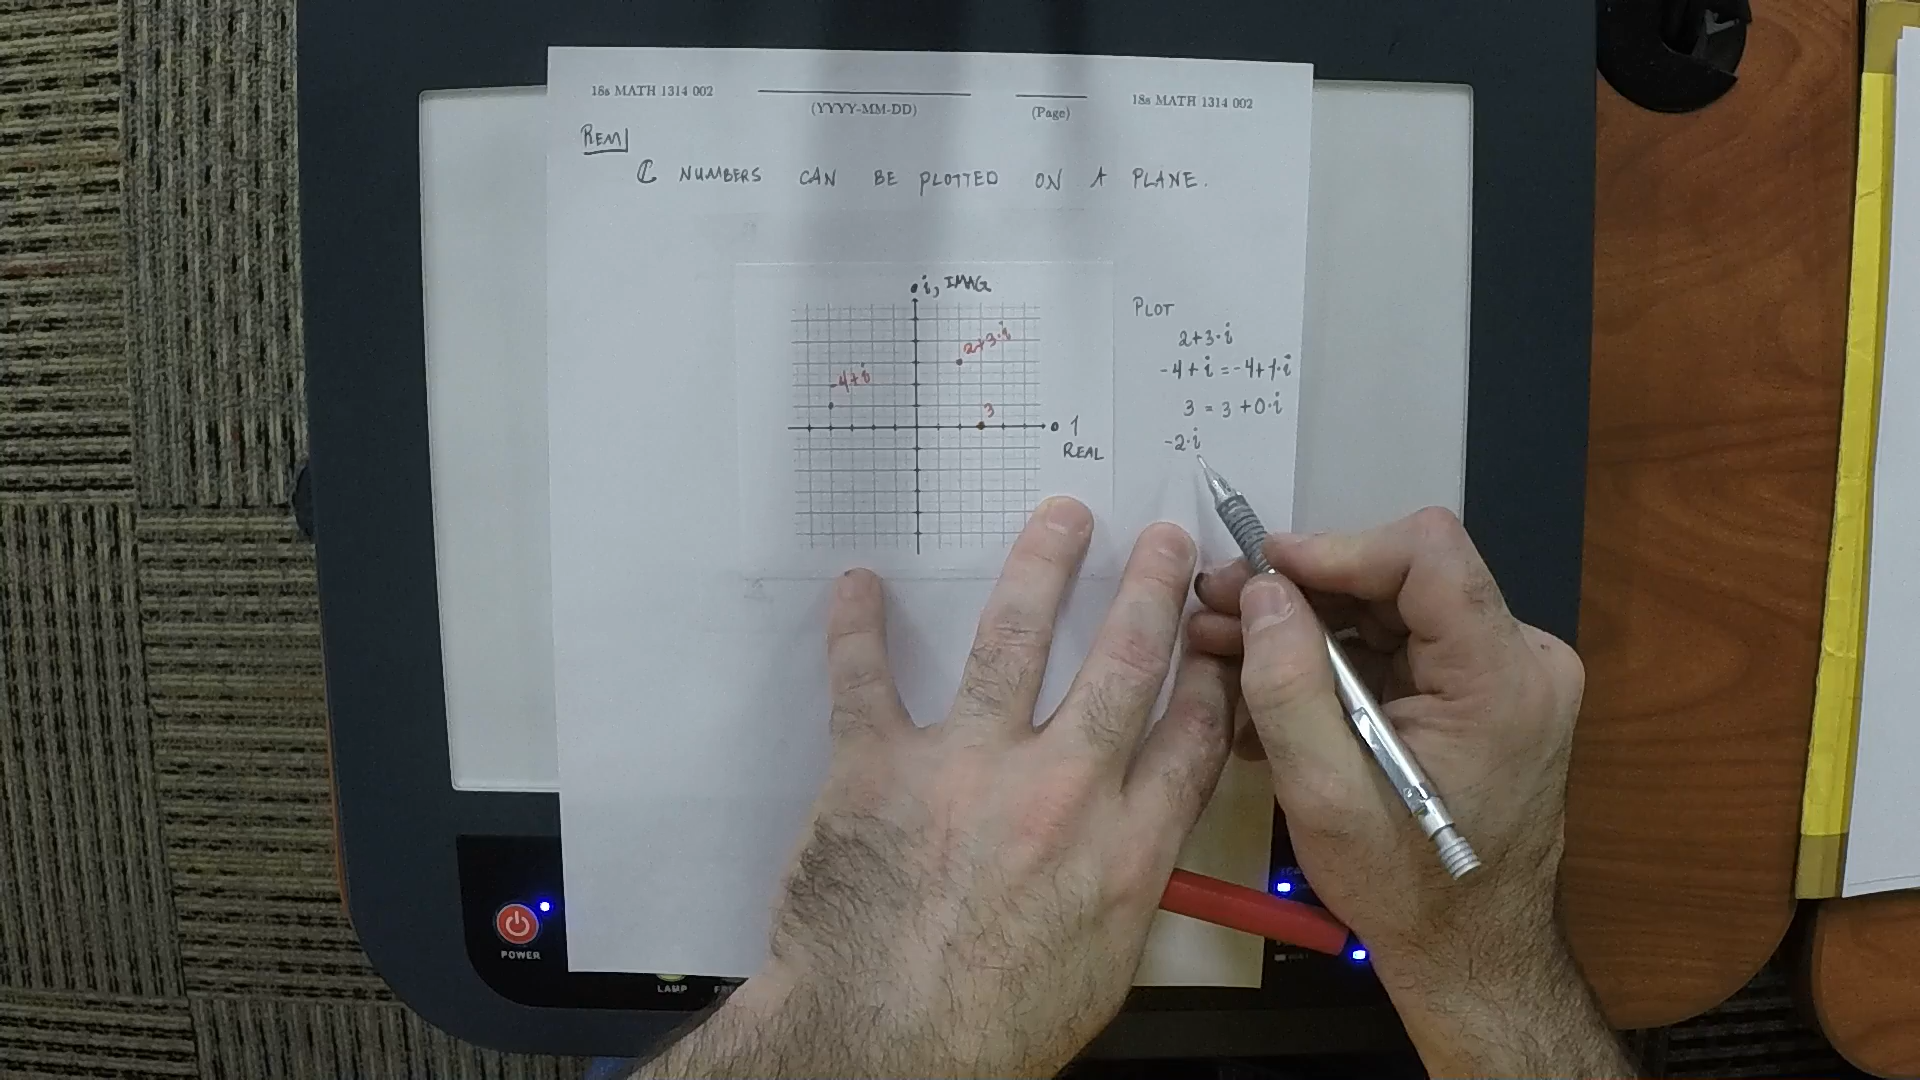 18s MATH 1314 002
(YYYY-MM-DD)
(Page)
18s MATH 1314 002
REM
ℂ NUMBERS CAN BE PLOTTED ON A PLANE.
i, IMAG
2+3·i
-4+i
3
1
REAL
PLOT
2+3·i
-4+i = -4+1·i
3 = 3+0·i
-2·i
POWER
LAMP